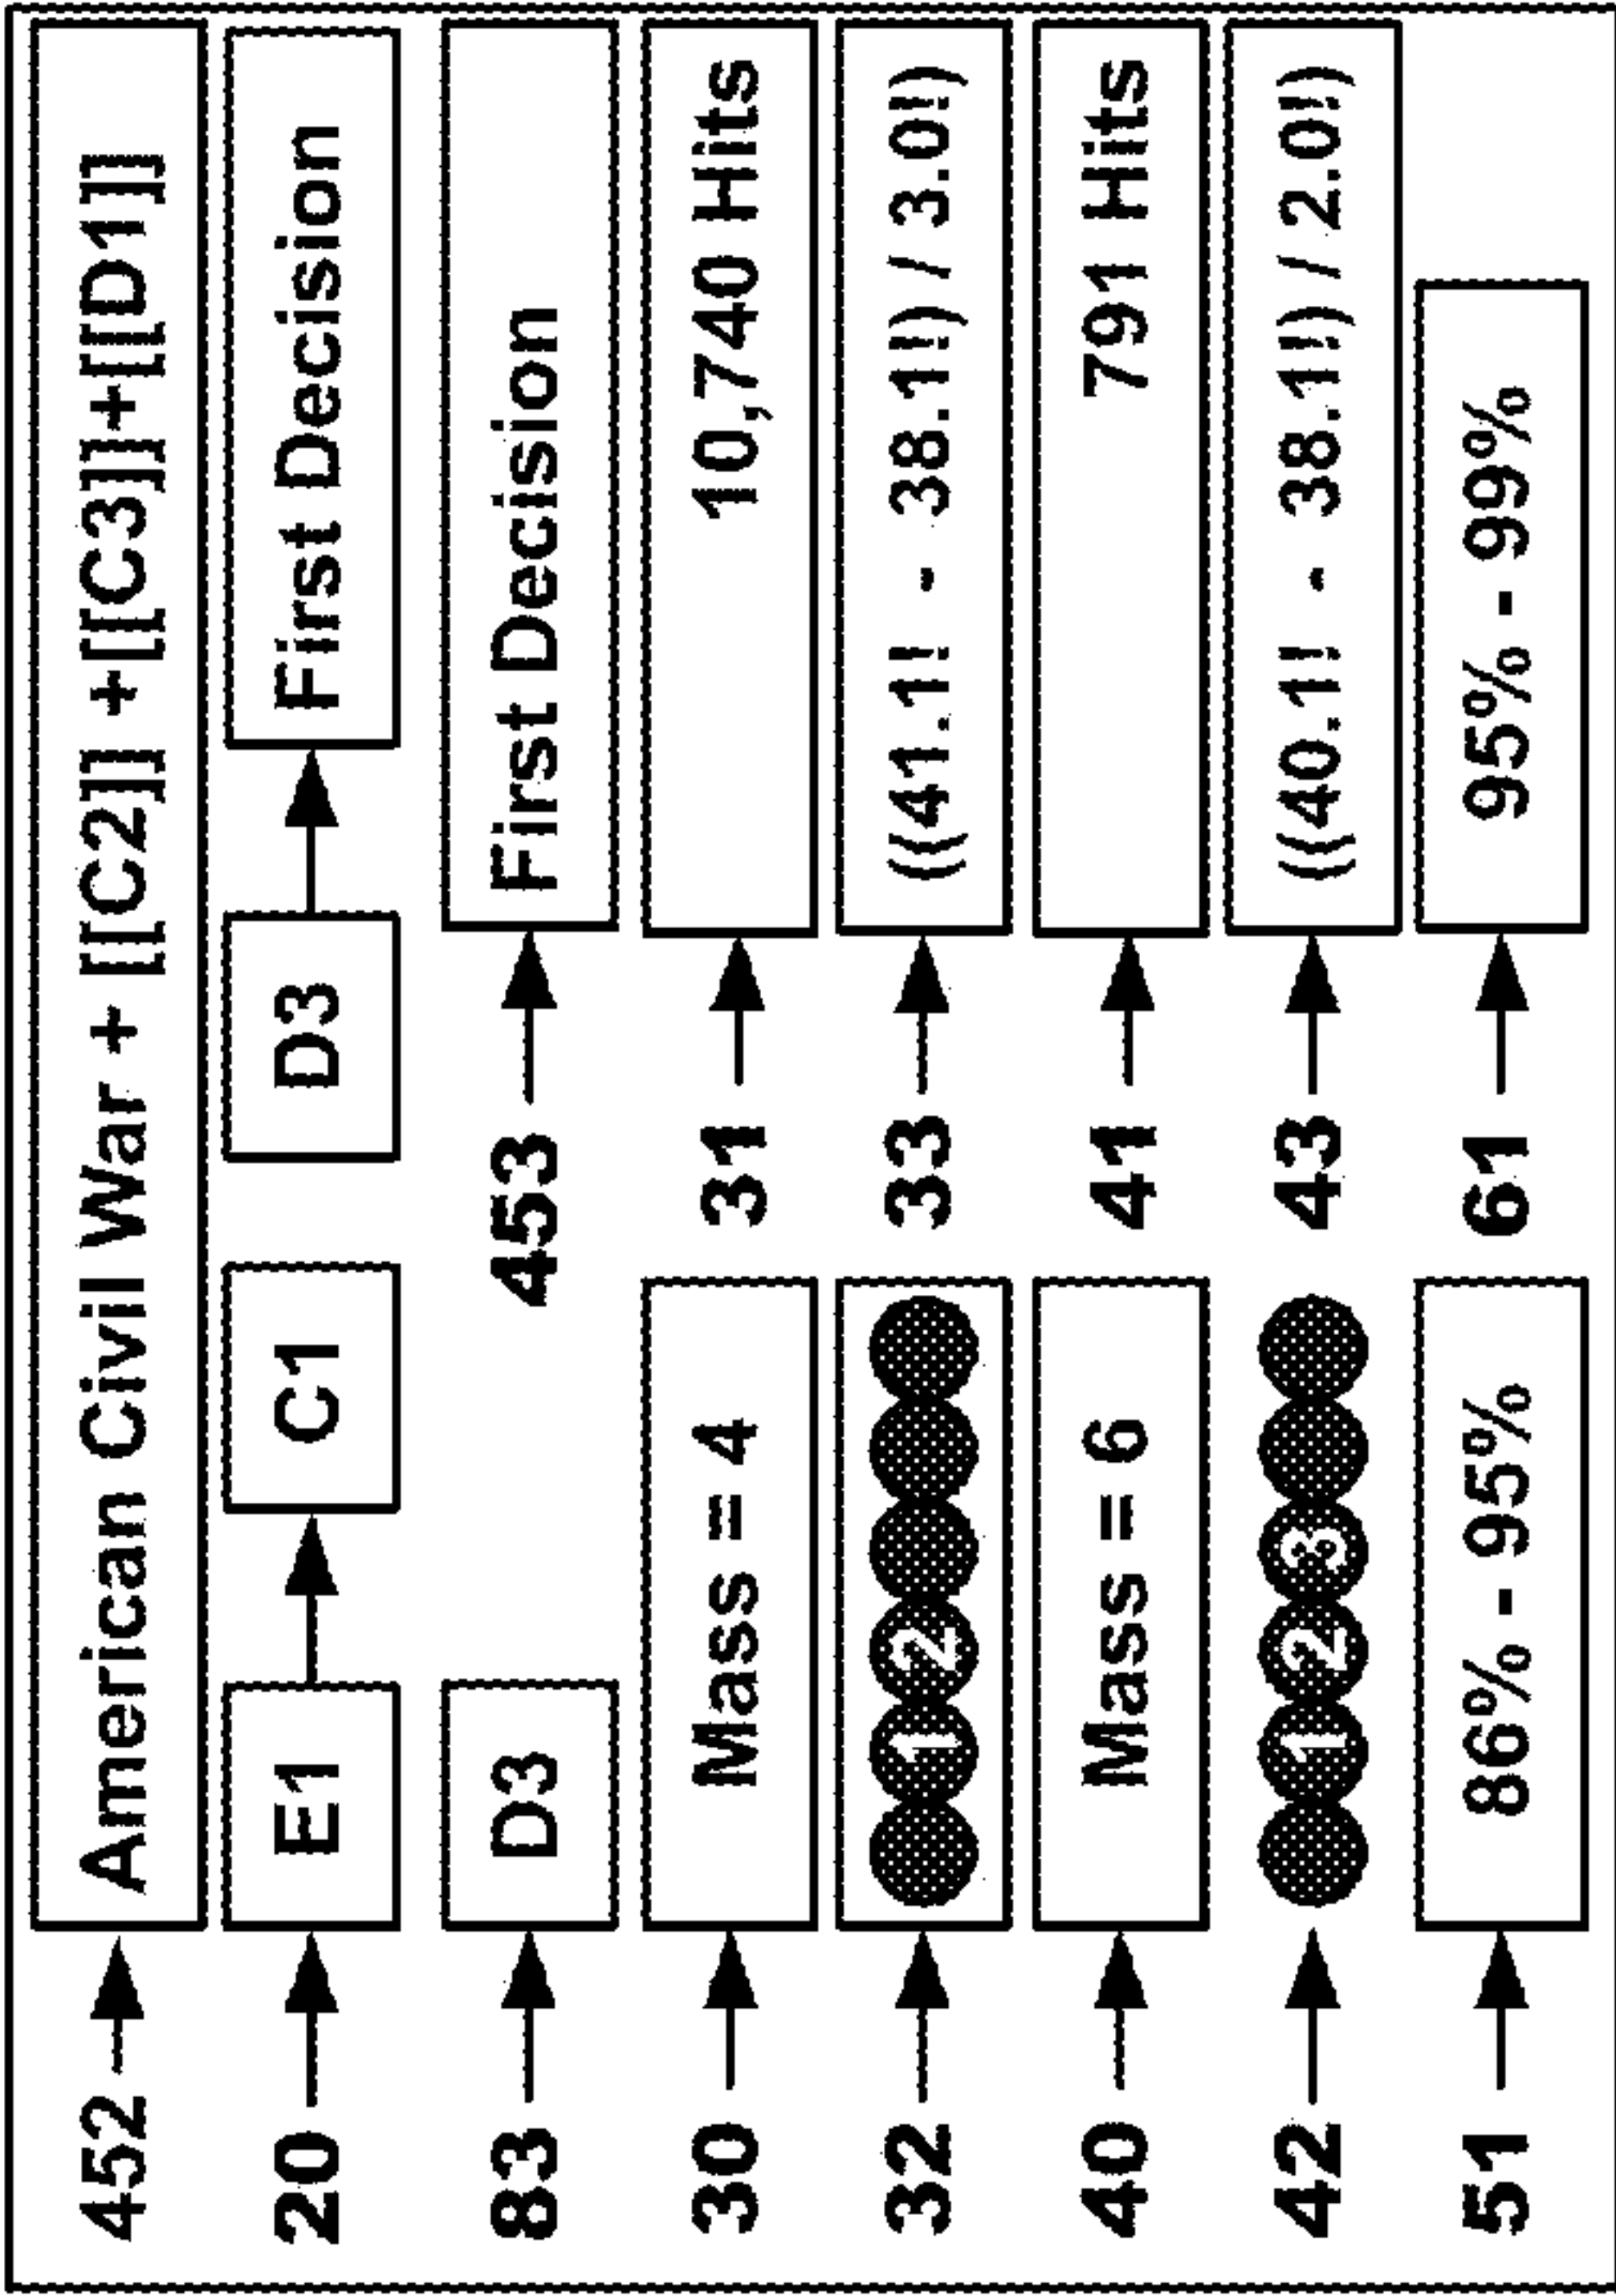 452 American Civil War + [[C2]] +[[C3]]+[[D1]]
20 E1 C1 D3 First Decision
83 D3 453 First Decision
30 Mass = 4 31 10,740 Hits
32 1 2 33 ((41.1! - 38.1!) / 3.0!)
40 Mass = 6 41 791 Hits
42 1 2 3 43 ((40.1! - 38.1!) / 2.0!)
51 86% - 95% 61 95% - 99%